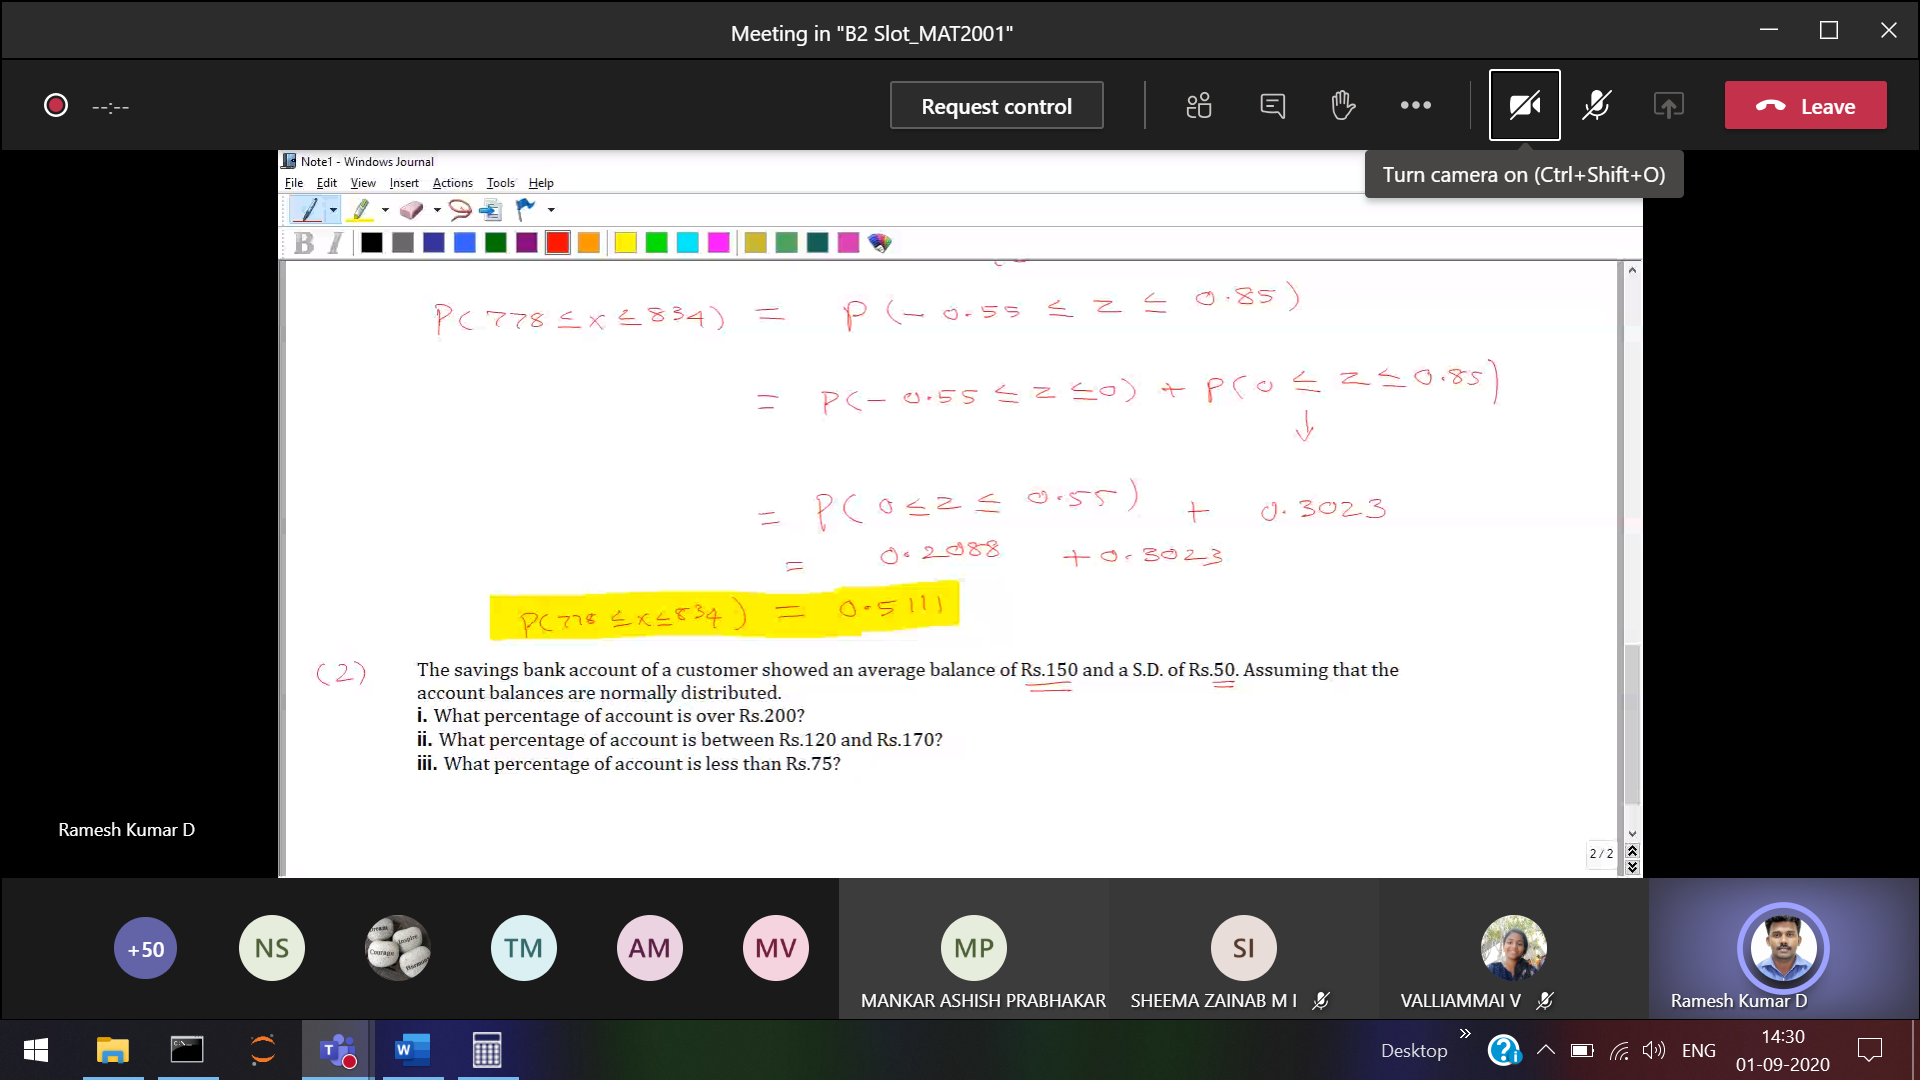 Meeting in "B2 Slot_MAT2001"
--:--
Request control
Leave
Turn camera on (Ctrl+Shift+O)
Note1 - Windows Journal
File Edit View Insert Actions Tools Help
B I
P(778 ≤ x ≤ 834) = P(-0.55 ≤ z ≤ 0.85)
= P(-0.55 ≤ z ≤ 0) + P(0 ≤ z ≤ 0.85)
↓
= P(0 ≤ z ≤ 0.55) + 0.3023
= 0.2088 + 0.3023
P(778 ≤ x ≤ 834) = 0.5111
(2) The savings bank account of a customer showed an average balance of Rs.150 and a S.D. of Rs.50. Assuming that the
account balances are normally distributed.
i. What percentage of account is over Rs.200?
ii. What percentage of account is between Rs.120 and Rs.170?
iii. What percentage of account is less than Rs.75?
Ramesh Kumar D
2 / 2
+50 NS TM AM MV MP SI
MANKAR ASHISH PRABHAKAR SHEEMA ZAINAB M I VALLIAMMAI V Ramesh Kumar D
Desktop ENG 14:30
01-09-2020